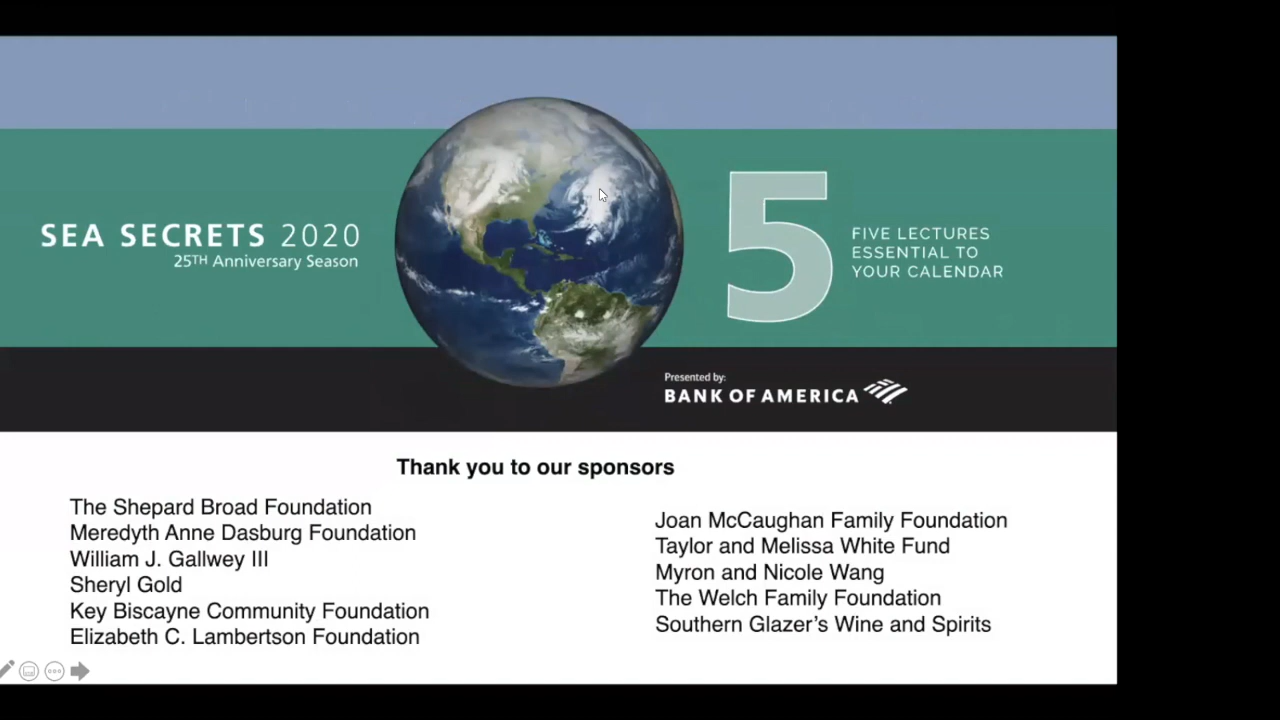 SEA SECRETS 2020
25TH Anniversary Season
5
FIVE LECTURES
ESSENTIAL TO
YOUR CALENDAR
Presented by:
BANK OF AMERICA
Thank you to our sponsors
The Shepard Broad Foundation
Meredyth Anne Dasburg Foundation
William J. Gallwey III
Sheryl Gold
Key Biscayne Community Foundation
Elizabeth C. Lambertson Foundation
Joan McCaughan Family Foundation
Taylor and Melissa White Fund
Myron and Nicole Wang
The Welch Family Foundation
Southern Glazer’s Wine and Spirits